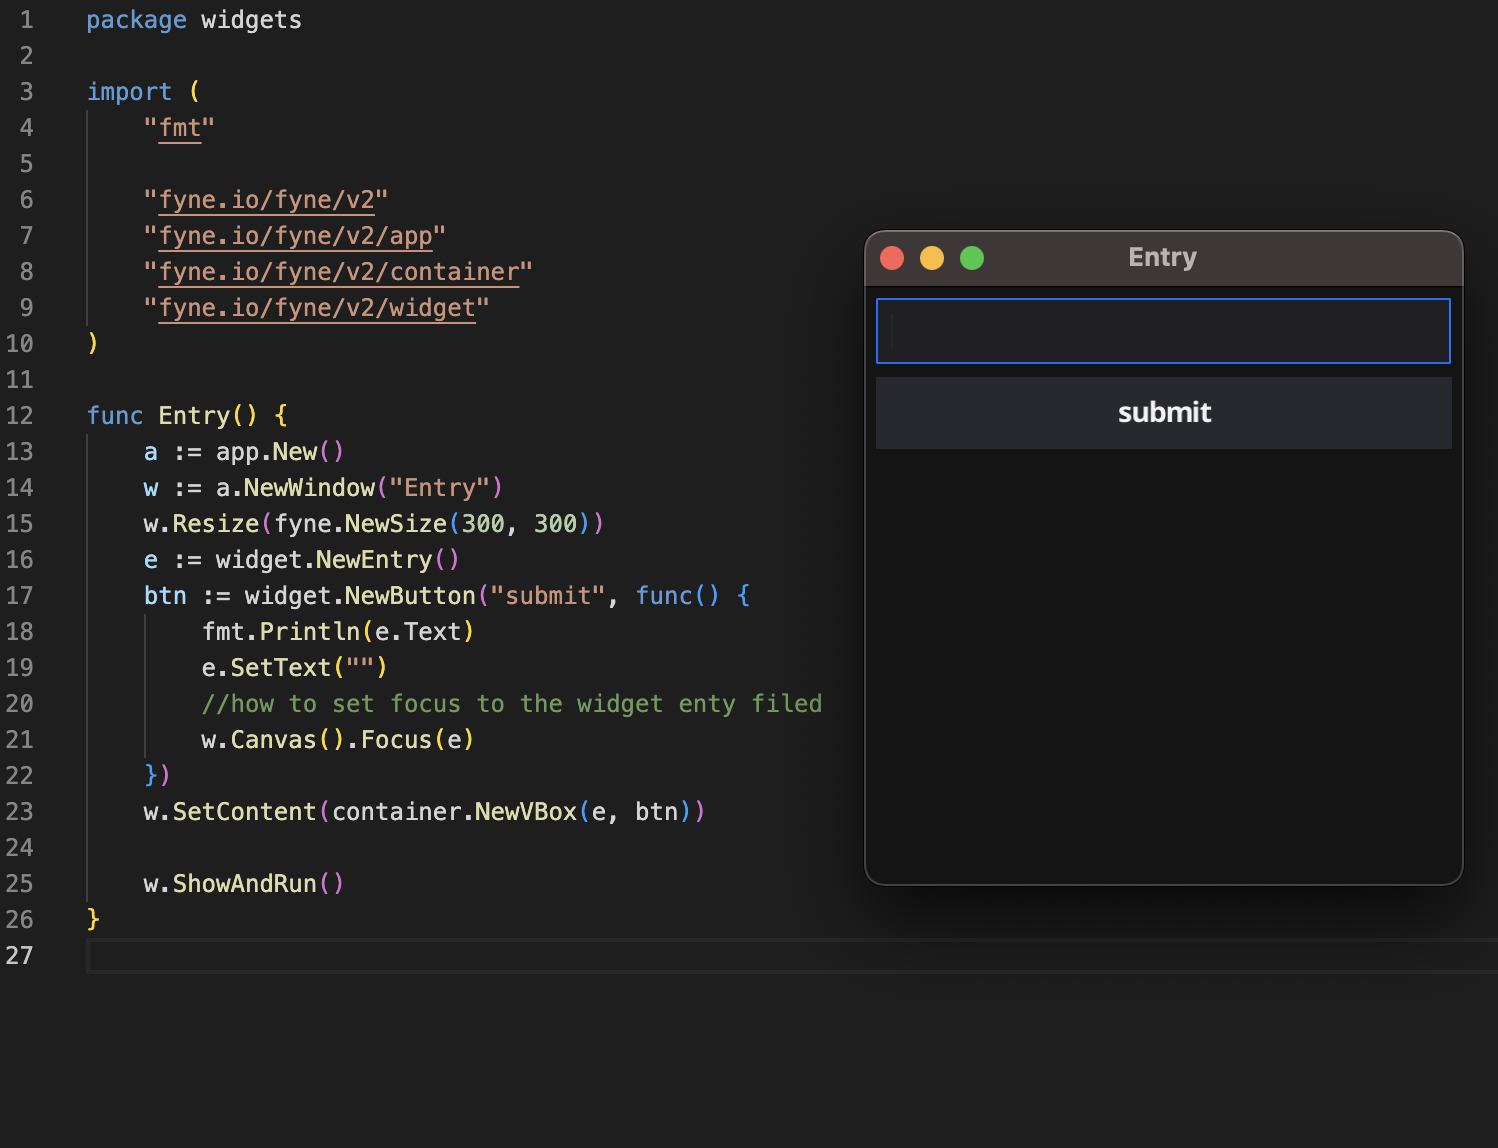 1 package widgets
2
3 import (
4 "fmt"
5
6 "fyne.io/fyne/v2"
7 "fyne.io/fyne/v2/app"
8 "fyne.io/fyne/v2/container"
9 "fyne.io/fyne/v2/widget"
10 )
11
12 func Entry() {
13 a := app.New()
14 w := a.NewWindow("Entry")
15 w.Resize(fyne.NewSize(300, 300))
16 e := widget.NewEntry()
17 btn := widget.NewButton("submit", func() {
18 fmt.Println(e.Text)
19 e.SetText("")
20 //how to set focus to the widget enty filed
21 w.Canvas().Focus(e)
22 })
23 w.SetContent(container.NewVBox(e, btn))
24
25 w.ShowAndRun()
26 }
27
Entry
submit